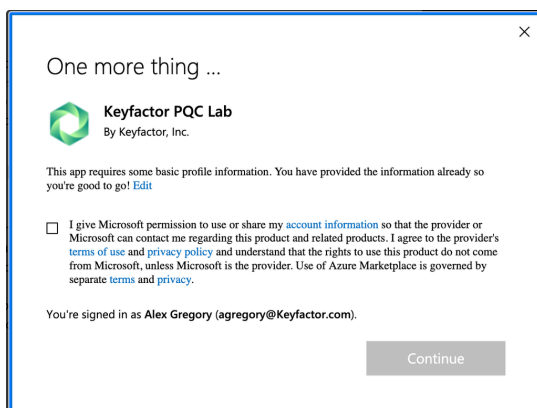 One more thing ...
Keyfactor PQC Lab
By Keyfactor, Inc.
This app requires some basic profile information. You have provided the information already so
you're good to go! Edit
I give Microsoft permission to use or share my account information so that the provider or
Microsoft can contact me regarding this product and related products. I agree to the provider's
terms of use and privacy policy and understand that the rights to use this product do not come
from Microsoft, unless Microsoft is the provider. Use of Azure Marketplace is governed by
separate terms and privacy.
You're signed in as Alex Gregory (agregory@Keyfactor.com).
Continue